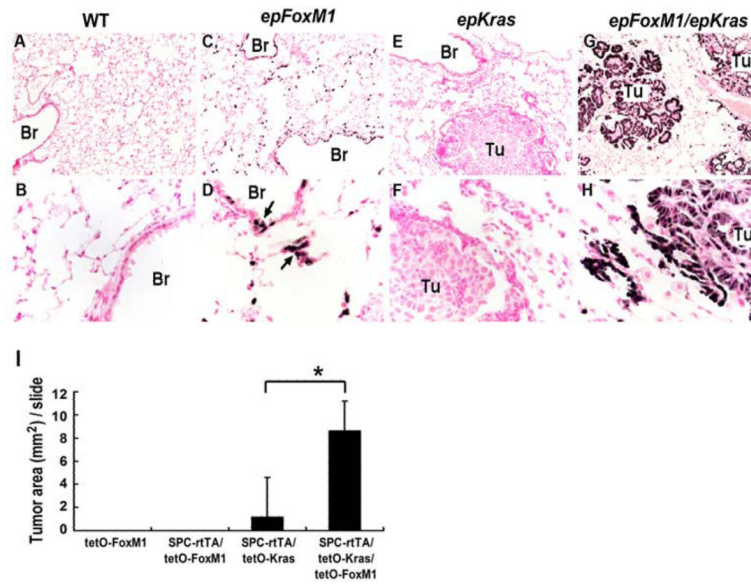 WT epFoxM1 epKras epFoxM1/epKras
A C E G
Br Br Br Tu Tu
Br Tu Tu
B D F H
Br Br Tu Tu
I
*
Tumor area (mm²) / slide
12
10
8
6
4
2
0
tetO-FoxM1 SPC-rtTA/ SPC-rtTA/ SPC-rtTA/
tetO-FoxM1 tetO-Kras tetO-Kras/
tetO-FoxM1